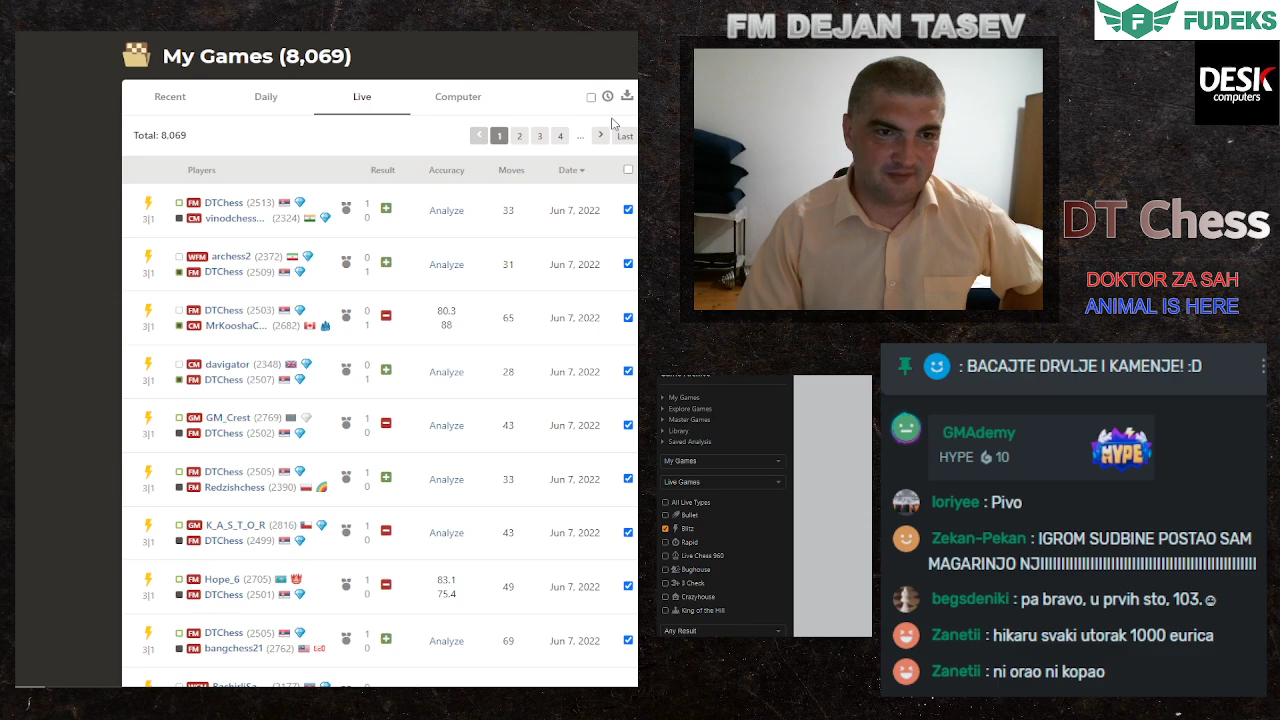 FM DEJAN TASEV
FUDEKS
DESK
computers
My Games (8,069)
Recent
Daily
Live
Computer
Total: 8,069
1 2 3 4 ... Last
Players
Result
Accuracy
Moves
Date
3|1
FM DTChess (2513)
CM vinodchess... (2324)
1
0
Analyze
33
Jun 7, 2022
3|1
WFM archess2 (2372)
FM DTChess (2509)
0
1
Analyze
31
Jun 7, 2022
3|1
FM DTChess (2503)
CM MrKooshaC... (2682)
0
1
80.3
88
65
Jun 7, 2022
3|1
CM davigator (2348)
FM DTChess (2507)
0
1
Analyze
28
Jun 7, 2022
3|1
GM GM_Crest (2769)
FM DTChess (2502)
1
0
Analyze
43
Jun 7, 2022
3|1
FM DTChess (2505)
FM Redzishchess (2390)
1
0
Analyze
33
Jun 7, 2022
3|1
GM K_A_S_T_O_R (2816)
FM DTChess (2499)
1
0
Analyze
43
Jun 7, 2022
3|1
GM Hope_6 (2705)
FM DTChess (2501)
1
0
83.1
75.4
49
Jun 7, 2022
3|1
FM DTChess (2505)
FM bangchess21 (2762)
1
0
Analyze
69
Jun 7, 2022
My Games
Explore Games
Master Games
Library
Saved Analysis
My Games
Live Games
All Live Types
Bullet
Blitz
Rapid
Live Chess 960
Bughouse
3 Check
Crazyhouse
King of the Hill
Any Result
DT Chess
DOKTOR ZA SAH
ANIMAL IS HERE
: BACAJTE DRVLJE I KAMENJE! :D
GMAdemy
HYPE 10
HYPE
loriyee : Pivo
Zekan-Pekan : IGROM SUDBINE POSTAO SAM
begsdeniki : pa bravo, u prvih sto, 103.
Zanetii : hikaru svaki utorak 1000 eurica
Zanetii : ni orao ni kopao